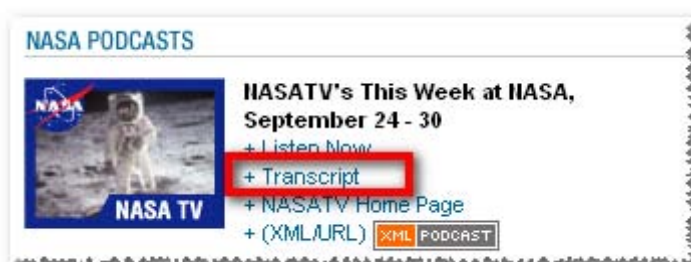 NASA PODCASTS
NASA
NASA TV
NASATV's This Week at NASA,
September 24 - 30
+ Listen Now
+ Transcript
+ NASATV Home Page
+ (XML/URL) XML PODCAST